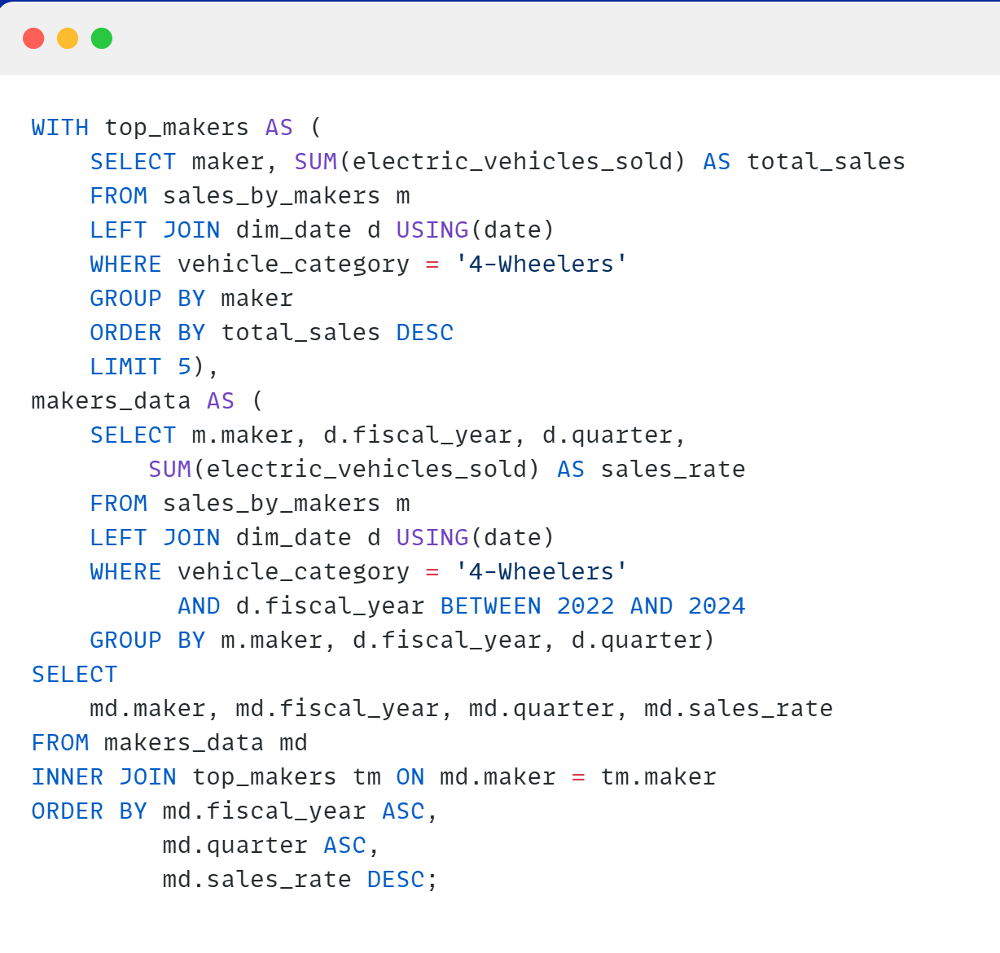 WITH top_makers AS (
    SELECT maker, SUM(electric_vehicles_sold) AS total_sales
    FROM sales_by_makers m
    LEFT JOIN dim_date d USING(date)
    WHERE vehicle_category = '4-Wheelers'
    GROUP BY maker
    ORDER BY total_sales DESC
    LIMIT 5),
makers_data AS (
    SELECT m.maker, d.fiscal_year, d.quarter,
        SUM(electric_vehicles_sold) AS sales_rate
    FROM sales_by_makers m
    LEFT JOIN dim_date d USING(date)
    WHERE vehicle_category = '4-Wheelers'
          AND d.fiscal_year BETWEEN 2022 AND 2024
    GROUP BY m.maker, d.fiscal_year, d.quarter)
SELECT
    md.maker, md.fiscal_year, md.quarter, md.sales_rate
FROM makers_data md
INNER JOIN top_makers tm ON md.maker = tm.maker
ORDER BY md.fiscal_year ASC,
         md.quarter ASC,
         md.sales_rate DESC;